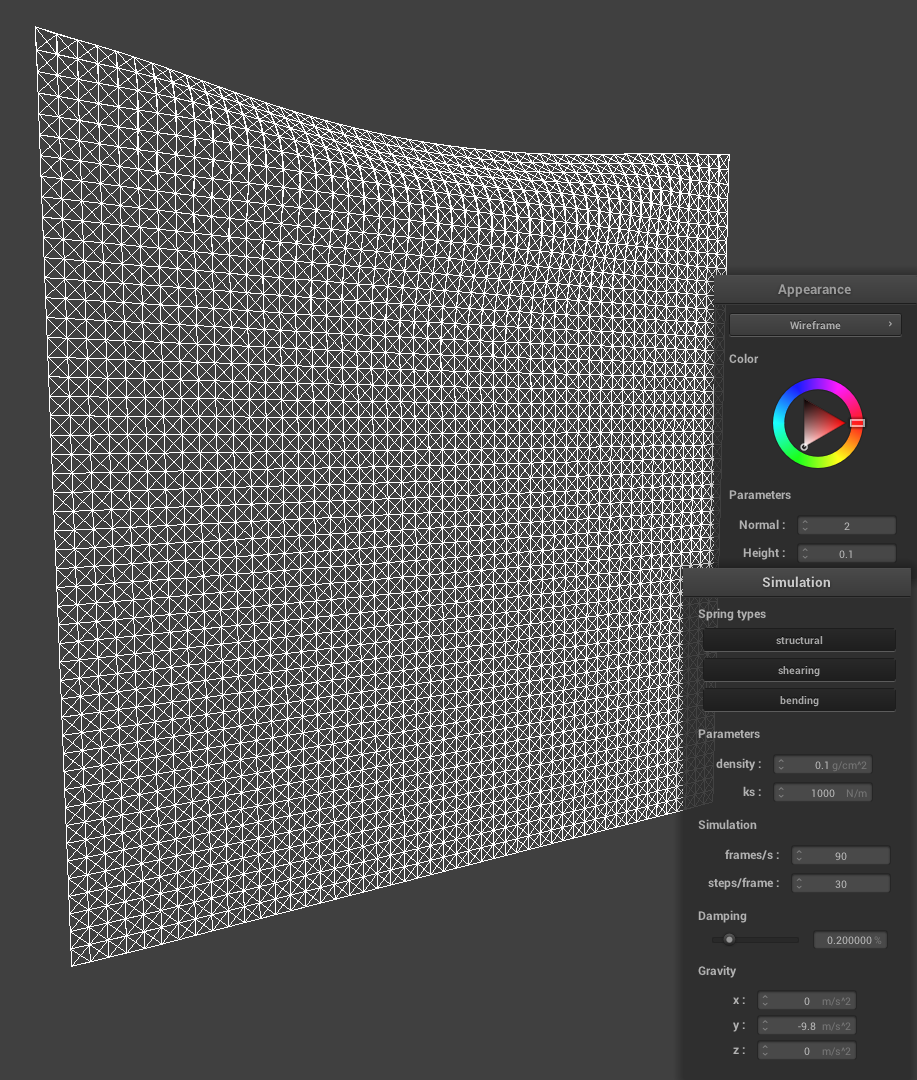 Appearance
Wireframe ›
Color
Parameters
Normal : 2
Height : 0.1
Simulation
Spring types
structural
shearing
bending
Parameters
density : 0.1 g/cm^2
ks : 1000 N/m
Simulation
frames/s : 90
steps/frame : 30
Damping
0.200000 %
Gravity
x : 0 m/s^2
y : -9.8 m/s^2
z : 0 m/s^2